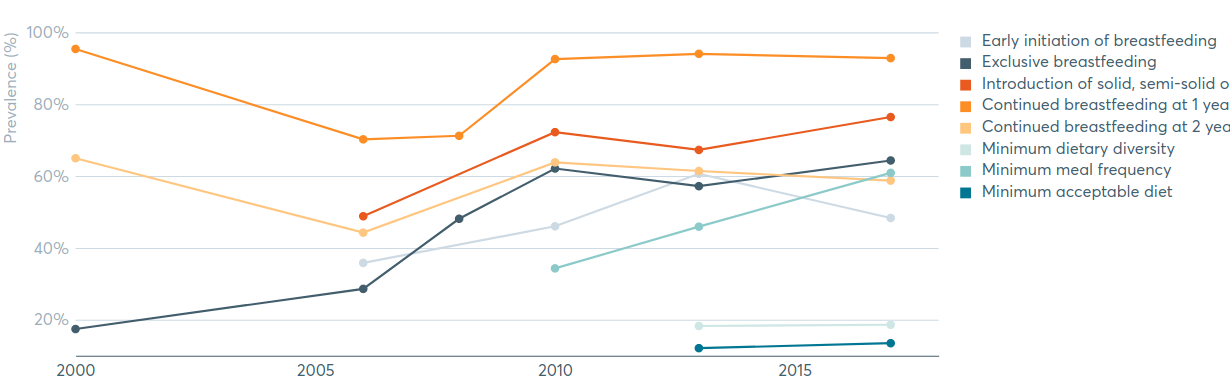 Prevalence (%)
100%
80%
60%
40%
20%
2000 2005 2010 2015
Early initiation of breastfeeding
Exclusive breastfeeding
Introduction of solid, semi-solid o
Continued breastfeeding at 1 yea
Continued breastfeeding at 2 yea
Minimum dietary diversity
Minimum meal frequency
Minimum acceptable diet